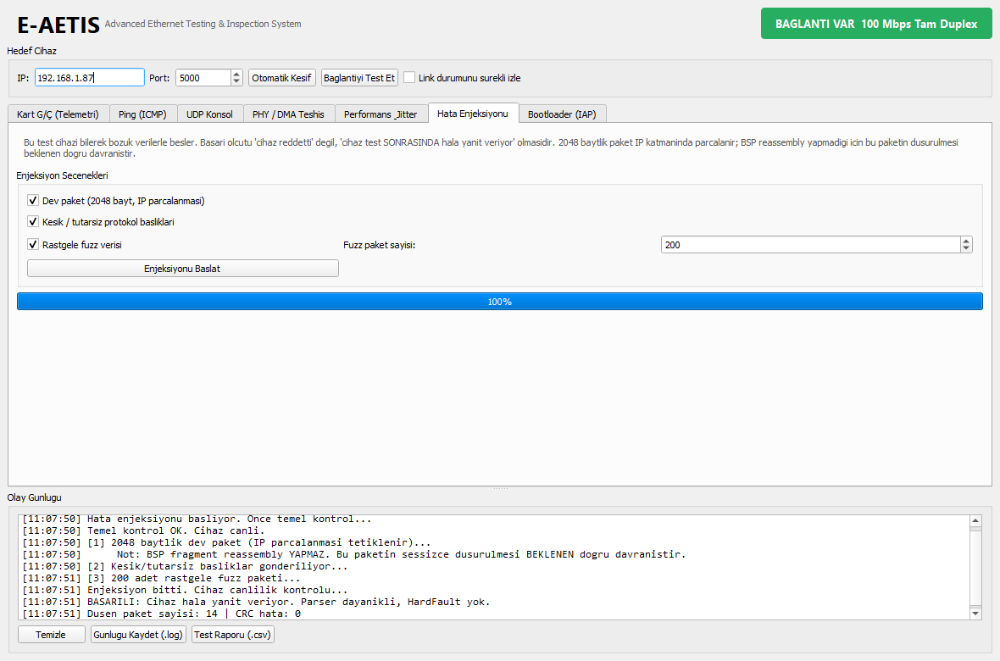 E-AETIS Advanced Ethernet Testing & Inspection System
BAGLANTI VAR  100 Mbps Tam Duplex
Hedef Cihaz
IP: 192.168.1.87 Port: 5000 Otomatik Kesif Baglantiyi Test Et Link durumunu surekli izle
Kart G/Ç (Telemetri) Ping (ICMP) UDP Konsol PHY / DMA Teshis Performans _Jitter Hata Enjeksiyonu Bootloader (IAP)
Bu test cihazi bilerek bozuk verilerle besler. Basari olcutu 'cihaz reddetti' degil, 'cihaz test SONRASINDA hala yanit veriyor' olmasidir. 2048 baytlik paket IP katmaninda parcalanir; BSP reassembly yapmadigi icin bu paketin dusurulmesi
beklenen dogru davranistir.
Enjeksiyon Secenekleri
Dev paket (2048 bayt, IP parcalanmasi)
Kesik / tutarsiz protokol basliklari
Rastgele fuzz verisi Fuzz paket sayisi: 200
Enjeksiyonu Baslat
100%
Olay Gunlugu
[11:07:50] Hata enjeksiyonu basliyor. Once temel kontrol...
[11:07:50] Temel kontrol OK. Cihaz canli.
[11:07:50] [1] 2048 baytlik dev paket (IP parcalanmasi tetiklenir)...
[11:07:50]      Not: BSP fragment reassembly YAPMAZ. Bu paketin sessizce dusurulmesi BEKLENEN dogru davranistir.
[11:07:50] [2] Kesik/tutarsiz basliklar gonderiliyor...
[11:07:51] [3] 200 adet rastgele fuzz paketi...
[11:07:51] Enjeksiyon bitti. Cihaz canlilik kontrolu...
[11:07:51] BASARILI: Cihaz hala yanit veriyor. Parser dayanikli, HardFault yok.
[11:07:51] Dusen paket sayisi: 14 | CRC hata: 0
Temizle Gunlugu Kaydet (.log) Test Raporu (.csv)